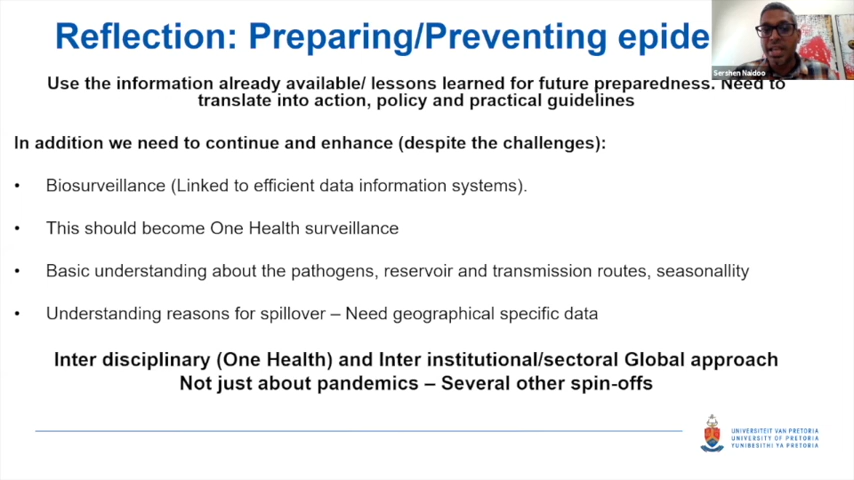 Reflection: Preparing/Preventing epide
Sershen Naidoo
Use the information already available/ lessons learned for future preparedness. Need to
translate into action, policy and practical guidelines
In addition we need to continue and enhance (despite the challenges):
• Biosurveillance (Linked to efficient data information systems).
• This should become One Health surveillance
• Basic understanding about the pathogens, reservoir and transmission routes, seasonallity
• Understanding reasons for spillover – Need geographical specific data
Inter disciplinary (One Health) and Inter institutional/sectoral Global approach
Not just about pandemics – Several other spin-offs
UNIVERSITEIT VAN PRETORIA
UNIVERSITY OF PRETORIA
YUNIBESITHI YA PRETORIA